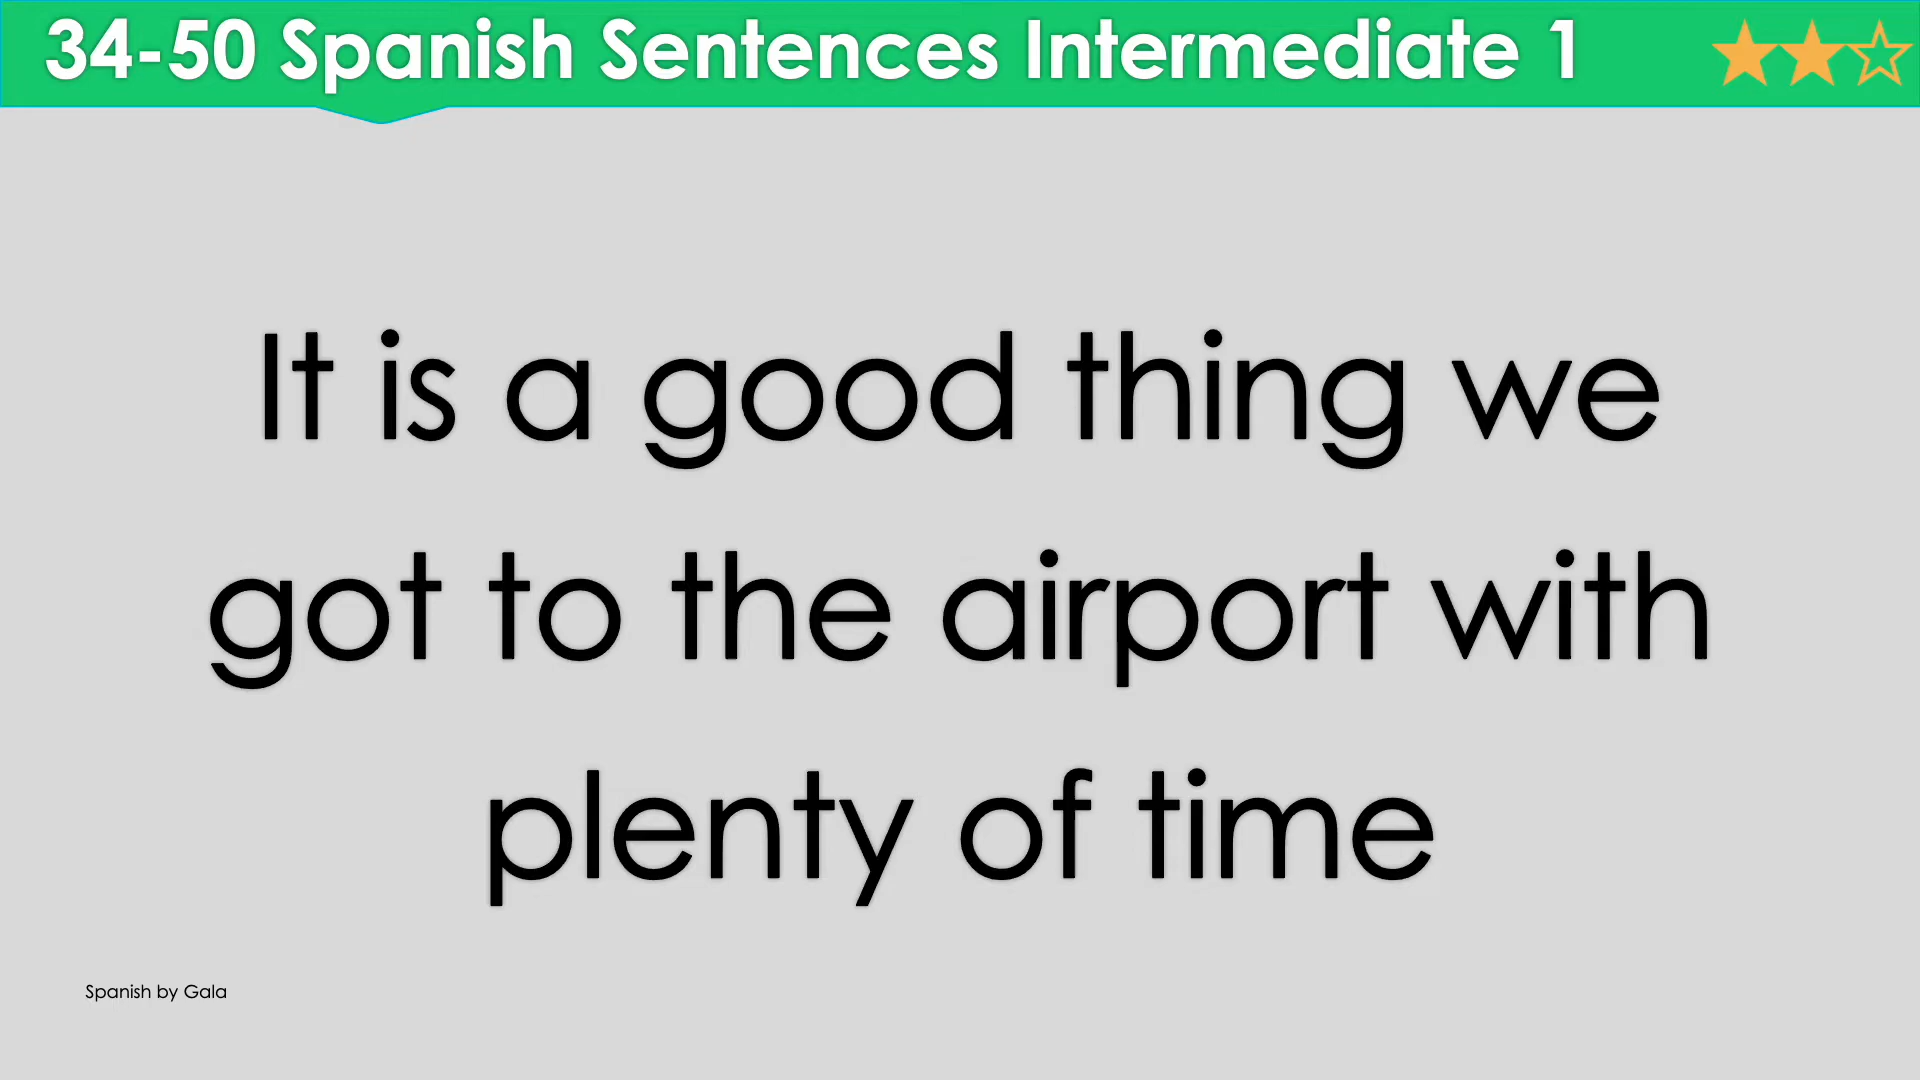 34-50 Spanish Sentences Intermediate 1
It is a good thing we
got to the airport with
plenty of time
Spanish by Gala